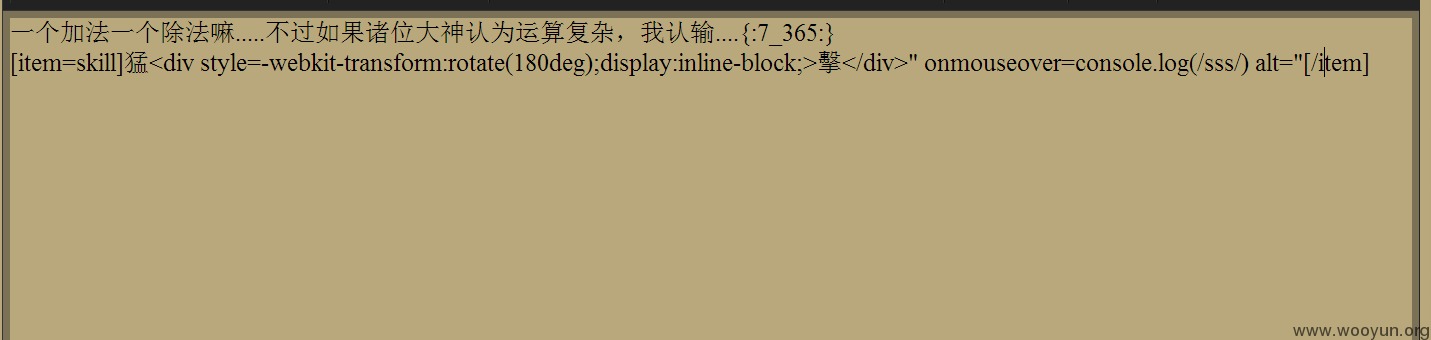 一个加法一个除法嘛.....不过如果诸位大神认为运算复杂，我认输....{:7_365:}
[item=skill]猛<div style=-webkit-transform:rotate(180deg);display:inline-block;>擊</div>" onmouseover=console.log(/sss/) alt="[/item]
www.wooyun.org